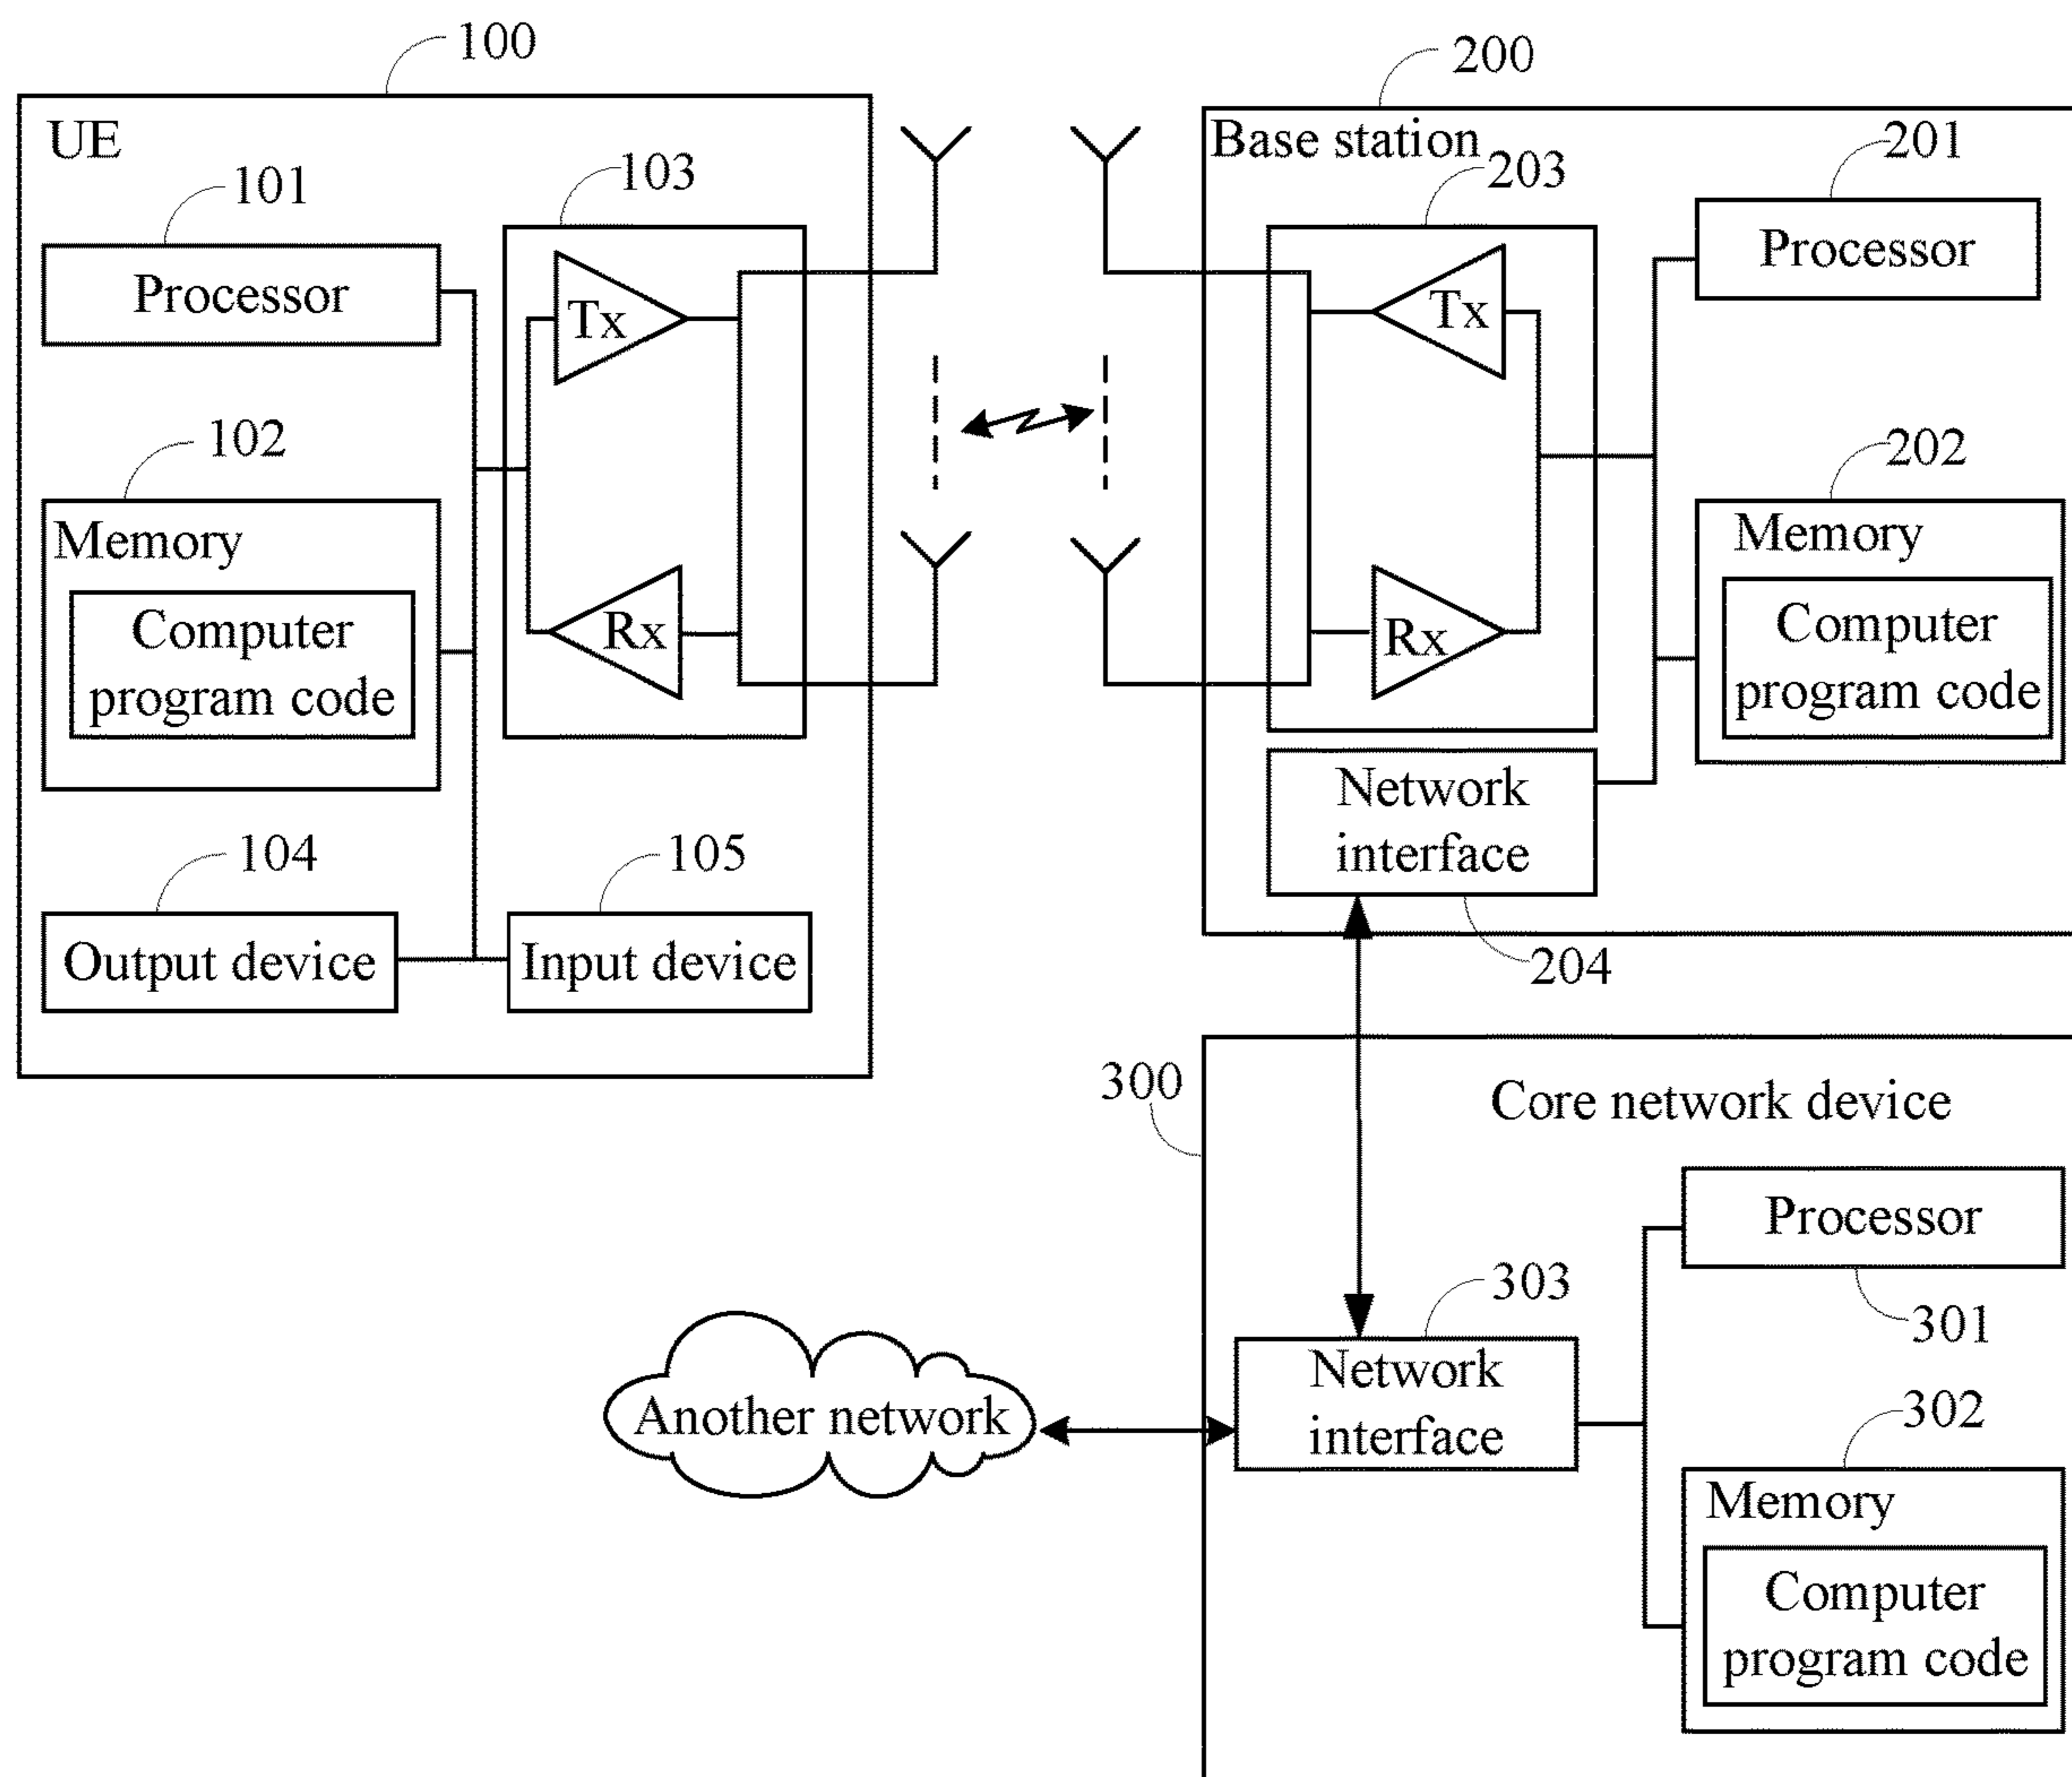 100
UE
101
103
Processor
Tx
102
Memory
Computer
program code
Rx
104
105
Output device
Input device
200
Base station
203
201
Processor
Tx
202
Memory
Computer
program code
Rx
Network
interface
204
300
Core network device
Processor
301
303
Network
interface
302
Memory
Computer
program code
Another network